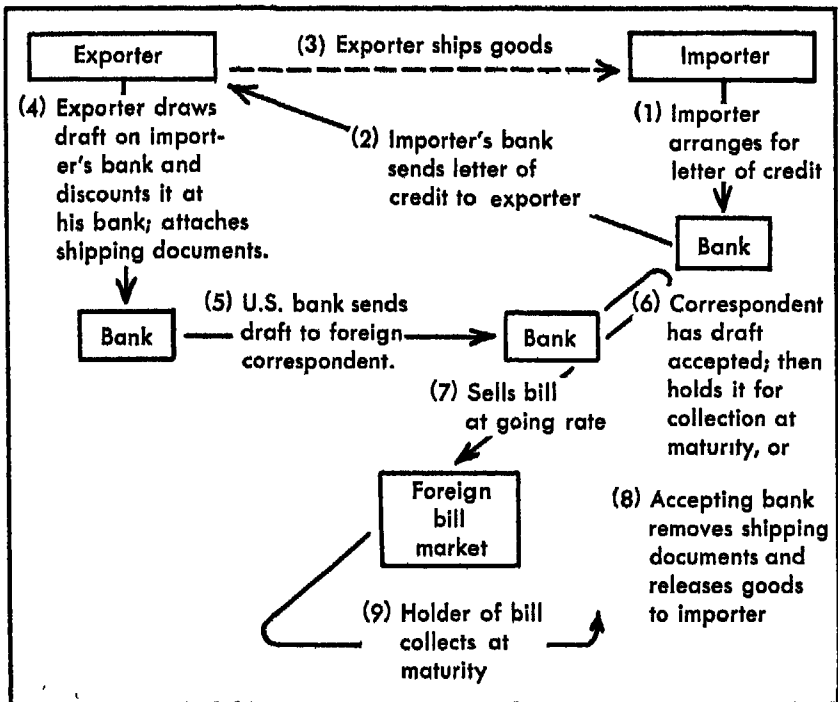 Exporter
(3) Exporter ships goods
Importer
(4) Exporter draws
draft on import-
er's bank and
discounts it at
his bank; attaches
shipping documents.
(2) Importer's bank
sends letter of
credit to exporter
(1) Importer
arranges for
letter of credit
Bank
Bank
(5) U.S. bank sends
draft to foreign
correspondent.
Bank
(6) Correspondent
has draft
accepted; then
holds it for
collection at
maturity, or
(7) Sells bill
at going rate
Foreign
bill
market
(8) Accepting bank
removes shipping
documents and
releases goods
to importer
(9) Holder of bill
collects at
maturity